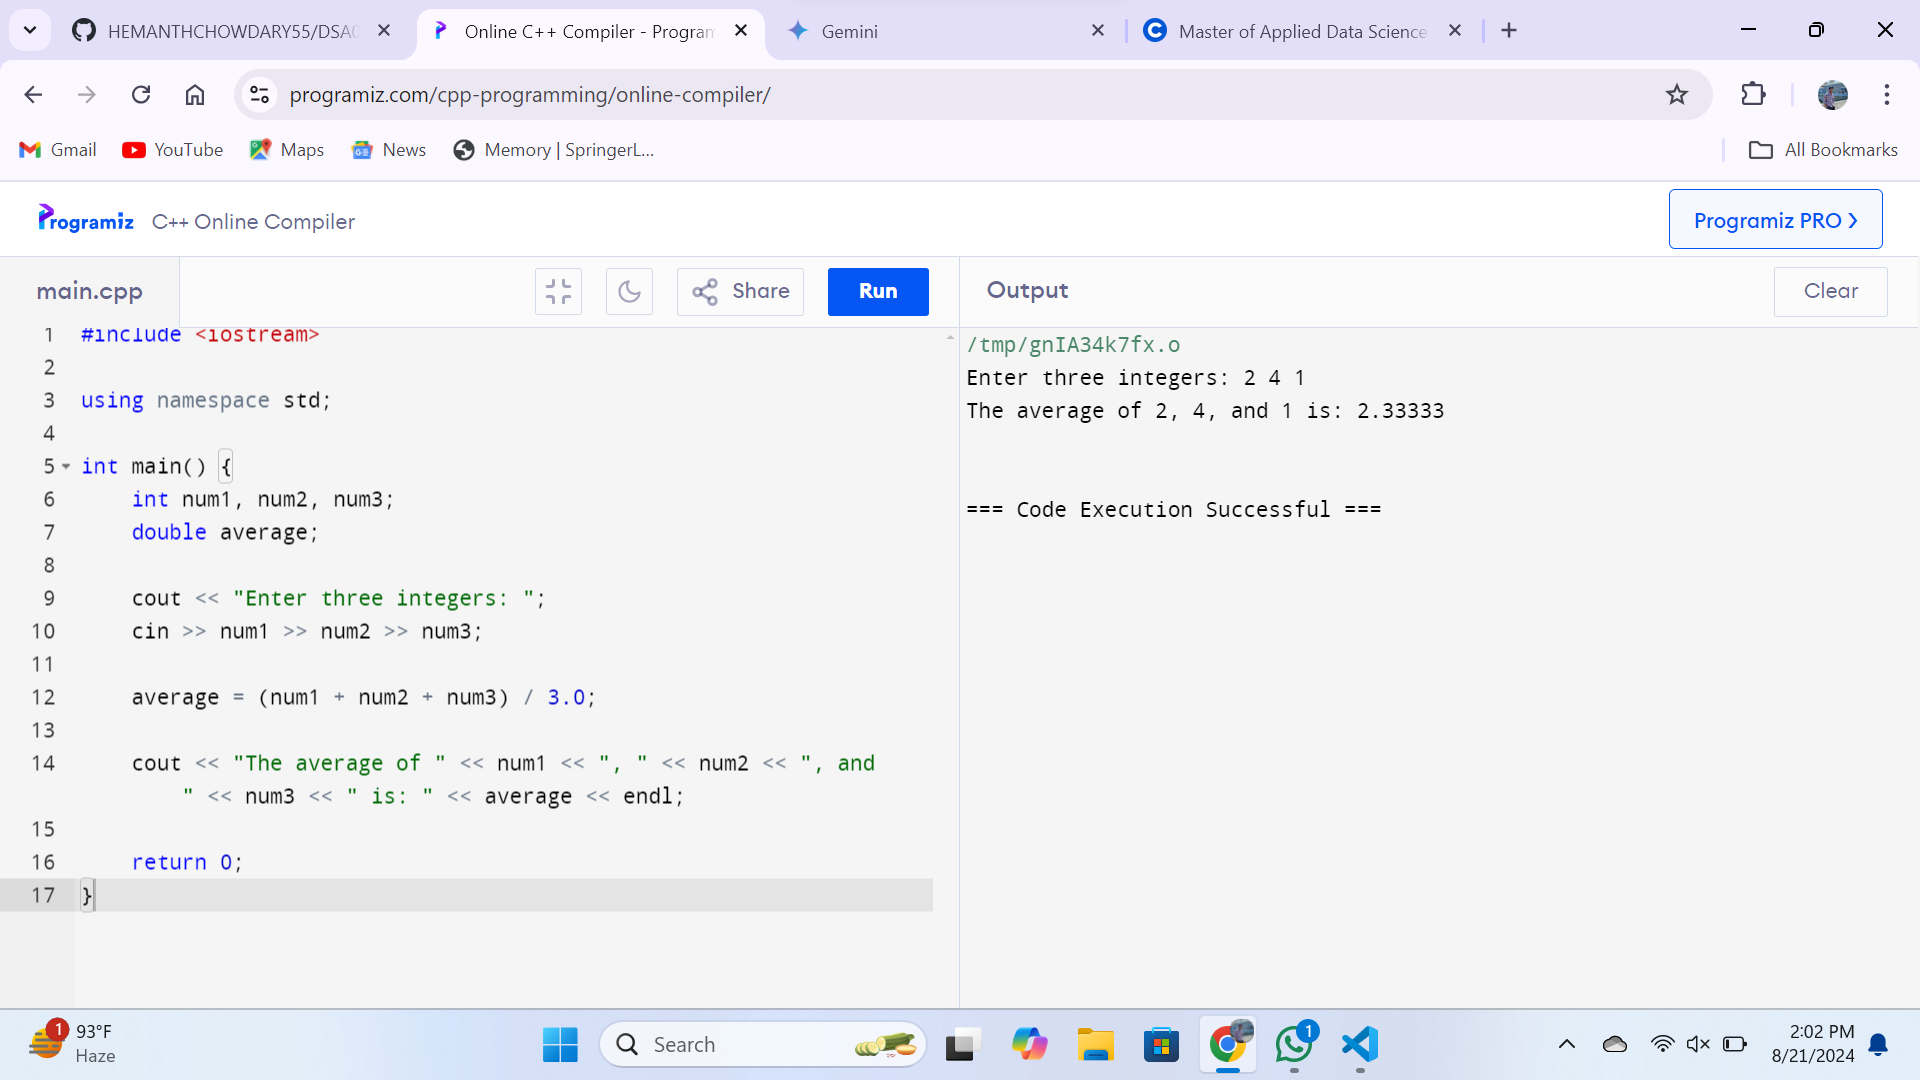 HEMANTHCHOWDARY55/DSA
Online C++ Compiler - Program
Gemini
Master of Applied Data Science
programiz.com/cpp-programming/online-compiler/
Gmail
YouTube
Maps
News
Memory | SpringerL...
All Bookmarks
Programiz
C++ Online Compiler
Programiz PRO >
main.cpp
Share
Run
Output
Clear
1 #include <iostream>
2
3 using namespace std;
4
5 int main() {
6 int num1, num2, num3;
7 double average;
8
9 cout << "Enter three integers: ";
10 cin >> num1 >> num2 >> num3;
11
12 average = (num1 + num2 + num3) / 3.0;
13
14 cout << "The average of " << num1 << ", " << num2 << ", and
" << num3 << " is: " << average << endl;
15
16 return 0;
17 }
/tmp/gnIA34k7fx.o
Enter three integers: 2 4 1
The average of 2, 4, and 1 is: 2.33333
=== Code Execution Successful ===
1
93°F
Haze
Search
1
2:02 PM
8/21/2024